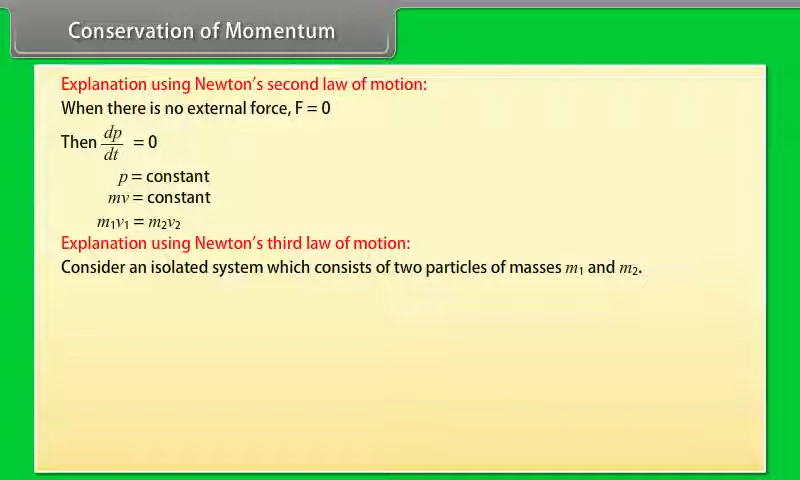 Conservation of Momentum
Explanation using Newton's second law of motion:
When there is no external force, F = 0
Then dp/dt = 0
p = constant
mv = constant
m₁v₁ = m₂v₂
Explanation using Newton's third law of motion:
Consider an isolated system which consists of two particles of masses m₁ and m₂.